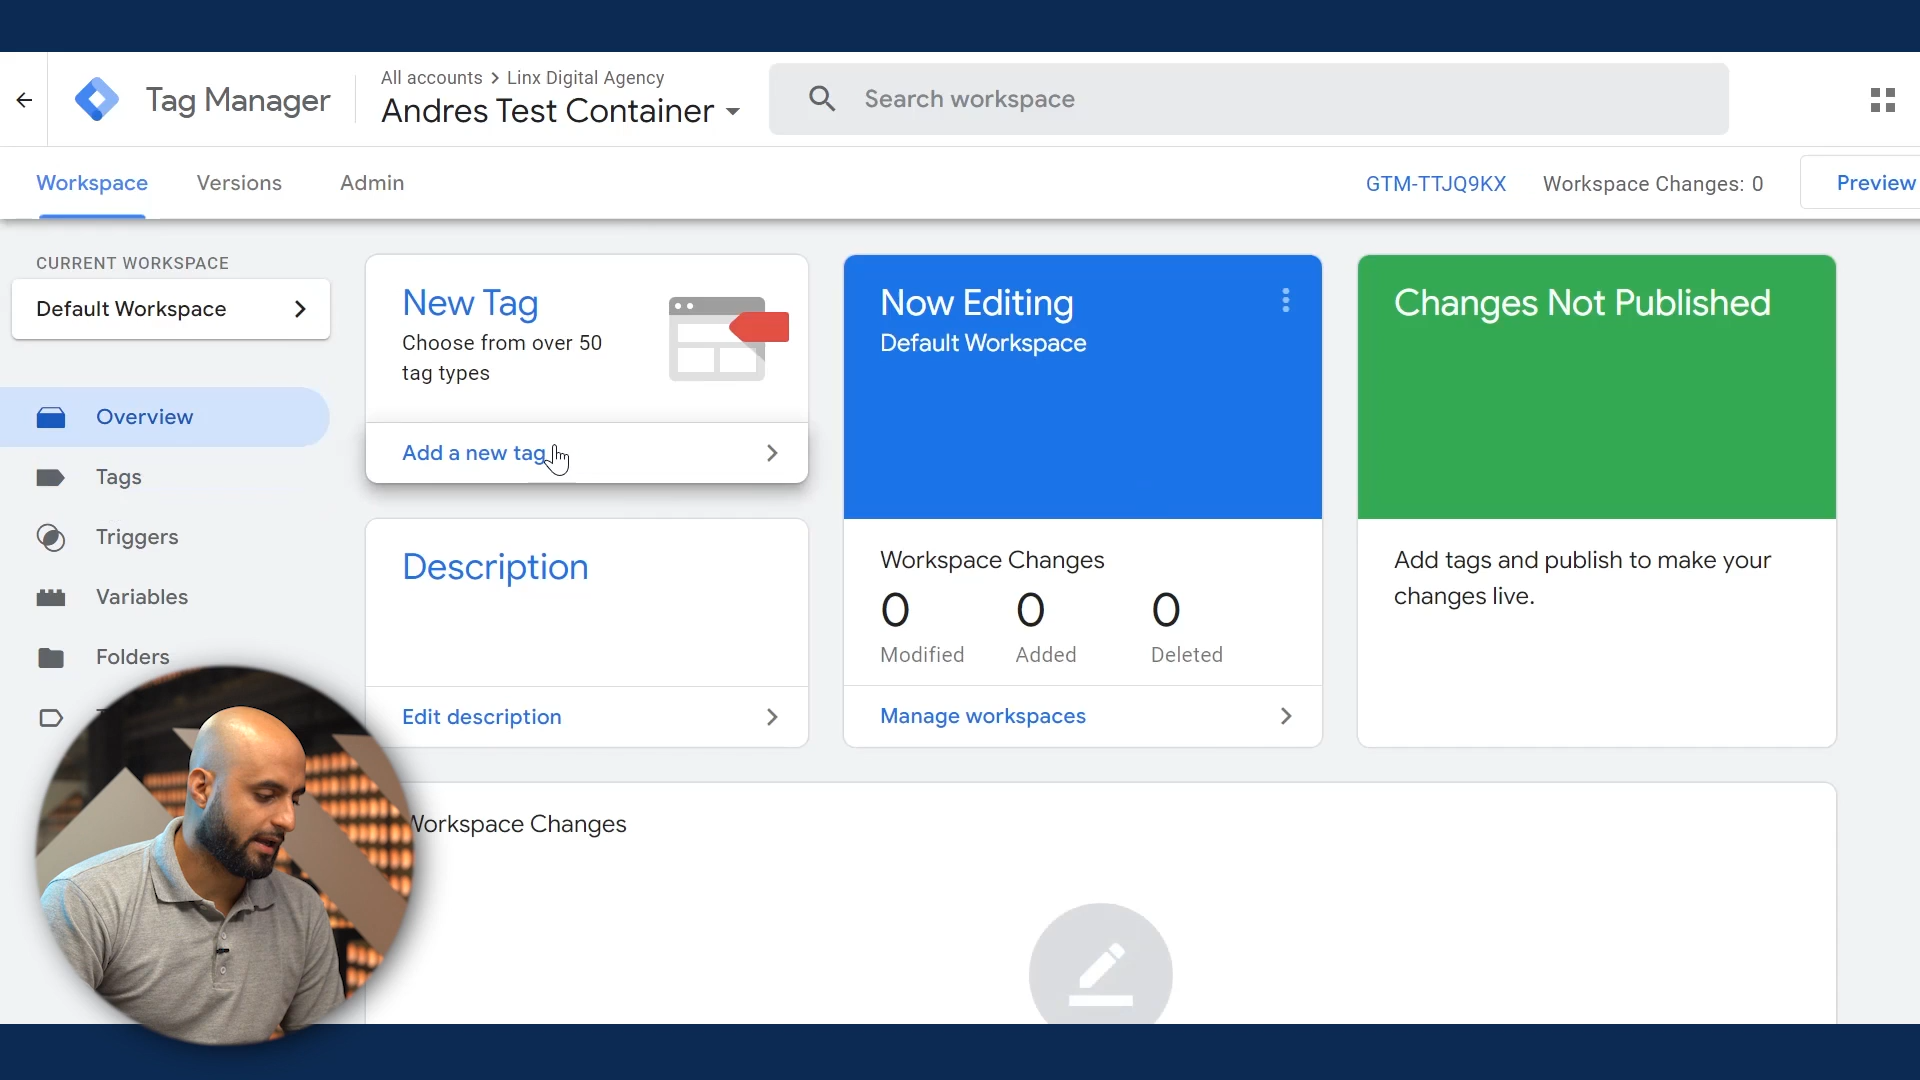 Tag Manager
All accounts > Linx Digital Agency
Andres Test Container
Search workspace
Workspace
Versions
Admin
GTM-TTJQ9KX
Workspace Changes: 0
Preview
CURRENT WORKSPACE
Default Workspace
Overview
Tags
Triggers
Variables
Folders
New Tag
Choose from over 50
tag types
Add a new tag
Description
Edit description
Now Editing
Default Workspace
Workspace Changes
0
Modified
0
Added
0
Deleted
Manage workspaces
Changes Not Published
Add tags and publish to make your
changes live.
Workspace Changes